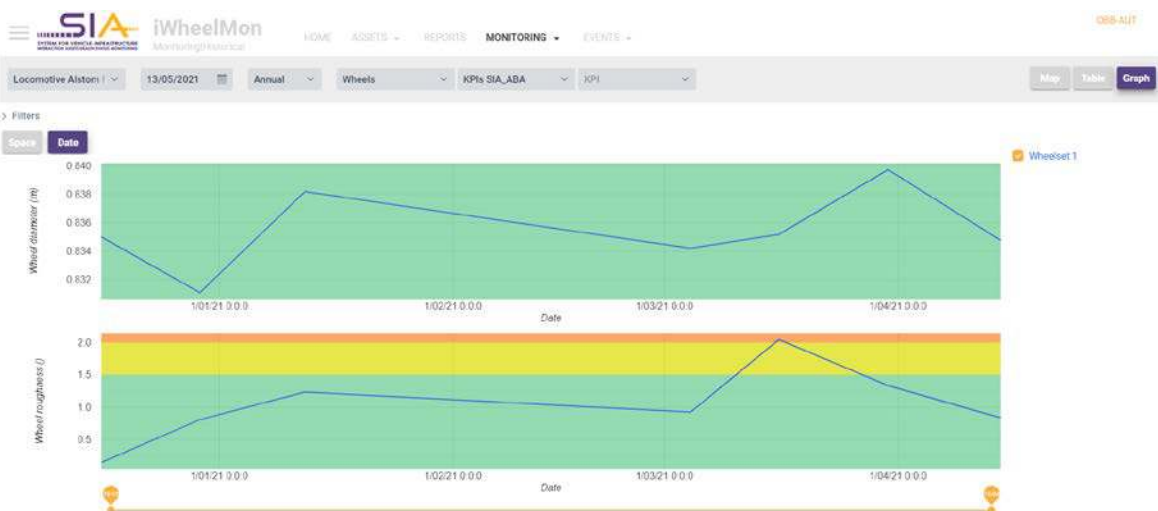 SIA
SYSTEM FOR VEHICLE-INFRASTRUCTURE
INTERACTION ASSETS HEALTH STATUS MONITORING
iWheelMon
Monitoring/Historical
HOME ASSETS REPORTS MONITORING EVENTS
OBB-AUT
Locomotive Alstom 13/05/2021 Annual Wheels KPIs SIA_ABA KPI Map Table Graph
> Filters
Space Date
Wheelset 1
Wheel diameter (m)
0.840
0.838
0.836
0.834
0.832
1/01/21 0:0:0 1/02/21 0:0:0 1/03/21 0:0:0 1/04/21 0:0:0
Date
Wheel roughness ()
2.0
1.5
1.0
0.5
1/01/21 0:0:0 1/02/21 0:0:0 1/03/21 0:0:0 1/04/21 0:0:0
Date